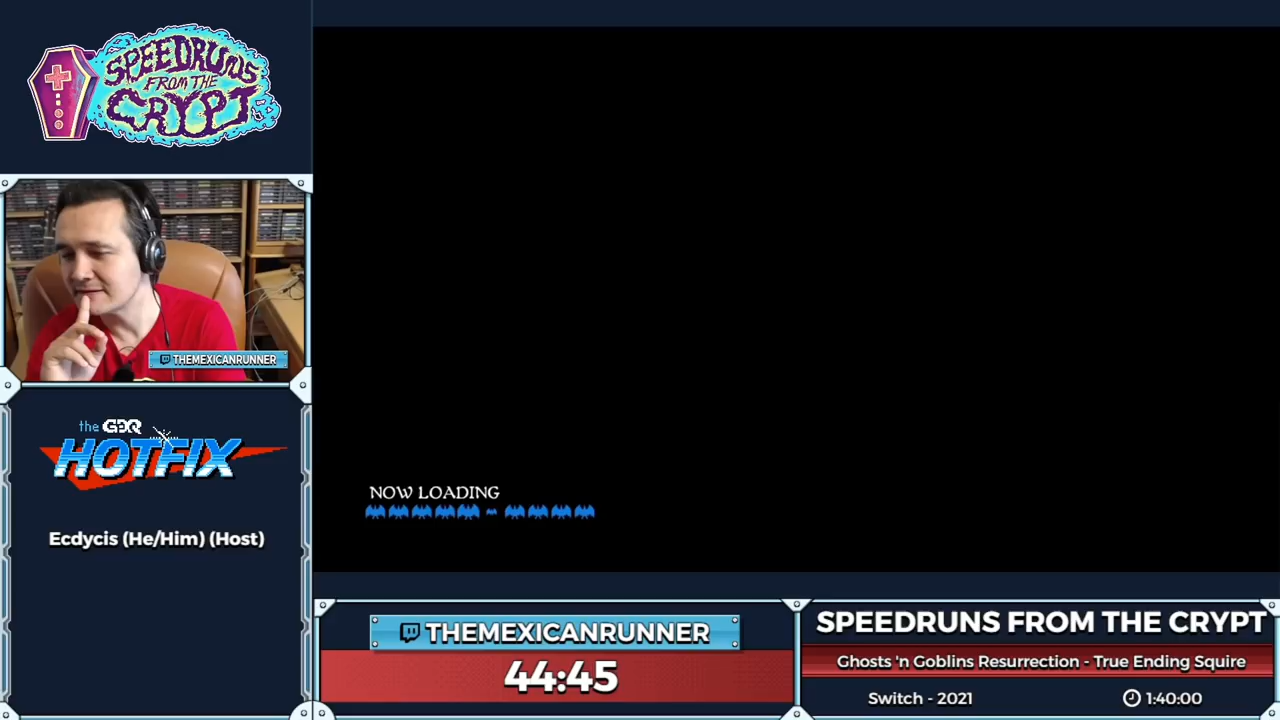 SPEEDRUNS
FROM THE
CRYPT
THEMEXICANRUNNER
the GDQ
HOTFIX
Ecdycis (He/Him) (Host)
NOW LOADING
THEMEXICANRUNNER
44:45
SPEEDRUNS FROM THE CRYPT
Ghosts 'n Goblins Resurrection - True Ending Squire
Switch - 2021
1:40:00